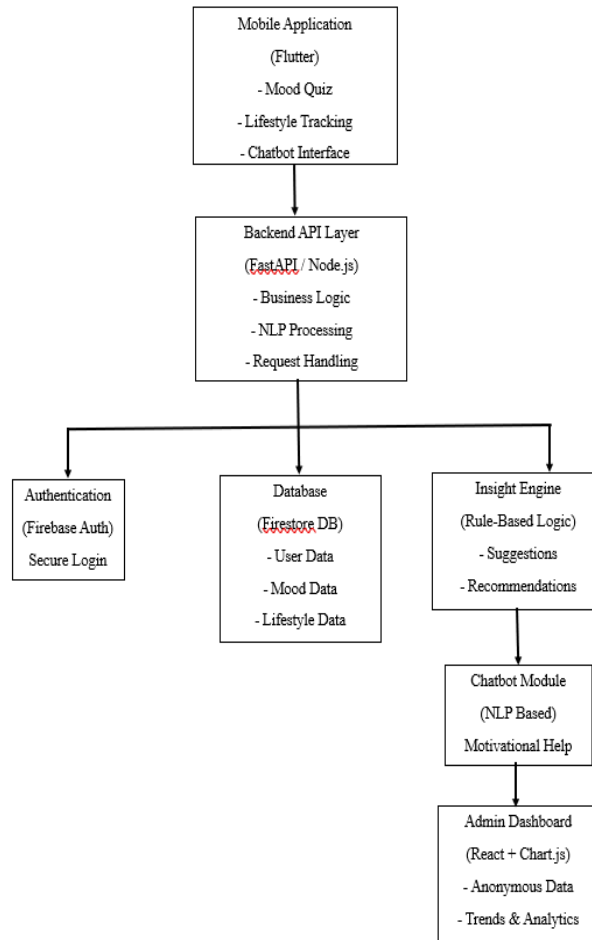 Mobile Application
(Flutter)
- Mood Quiz
- Lifestyle Tracking
- Chatbot Interface
Backend API Layer
(FastAPI / Node.js)
- Business Logic
- NLP Processing
- Request Handling
Authentication
(Firebase Auth)
Secure Login
Database
(Firestore DB)
- User Data
- Mood Data
- Lifestyle Data
Insight Engine
(Rule-Based Logic)
- Suggestions
- Recommendations
Chatbot Module
(NLP Based)
Motivational Help
Admin Dashboard
(React + Chart.js)
- Anonymous Data
- Trends & Analytics